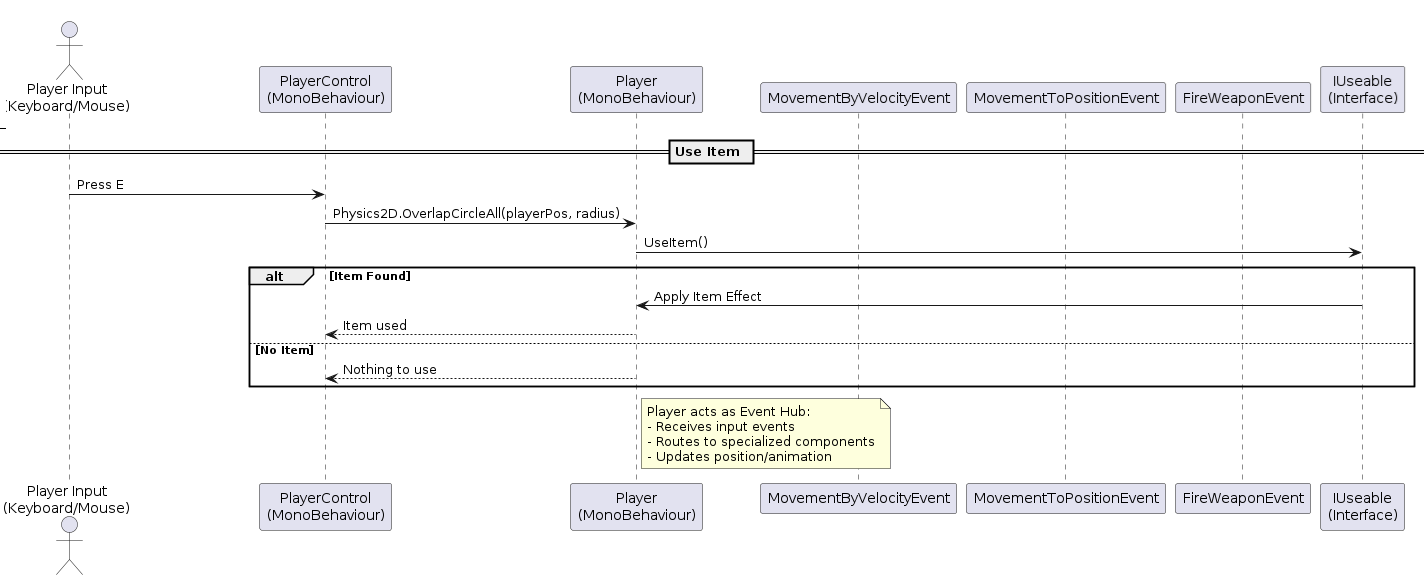 Player Input
(Keyboard/Mouse)
PlayerControl
(MonoBehaviour)
Player
(MonoBehaviour)
MovementByVelocityEvent
MovementToPositionEvent
FireWeaponEvent
IUseable
(Interface)
Use Item
Press E
Physics2D.OverlapCircleAll(playerPos, radius)
UseItem()
alt
[Item Found]
Apply Item Effect
Item used
[No Item]
Nothing to use
Player acts as Event Hub:
- Receives input events
- Routes to specialized components
- Updates position/animation
Player Input
(Keyboard/Mouse)
PlayerControl
(MonoBehaviour)
Player
(MonoBehaviour)
MovementByVelocityEvent
MovementToPositionEvent
FireWeaponEvent
IUseable
(Interface)